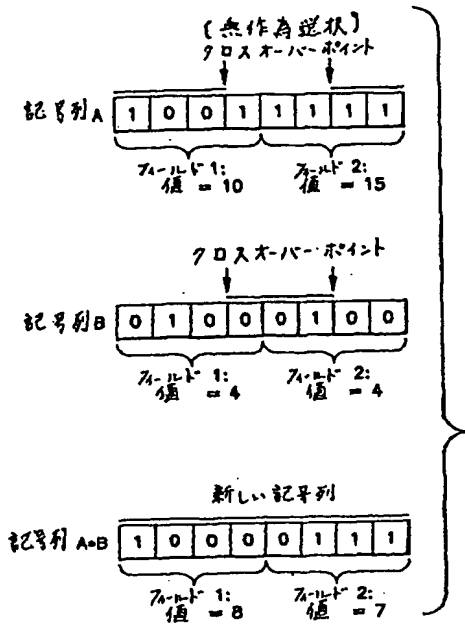 (無作為選択)
クロスオーバーポイント
記号列A 1 0 0 1 1 1 1 1
フィールド1: フィールド2:
値 = 10 値 = 15
クロスオーバー・ポイント
記号列B 0 1 0 0 0 1 0 0
フィールド1: フィールド2:
値 = 4 値 = 4
新しい記号列
記号列A•B 1 0 0 0 0 1 1 1
フィールド1: フィールド2:
値 = 8 値 = 7